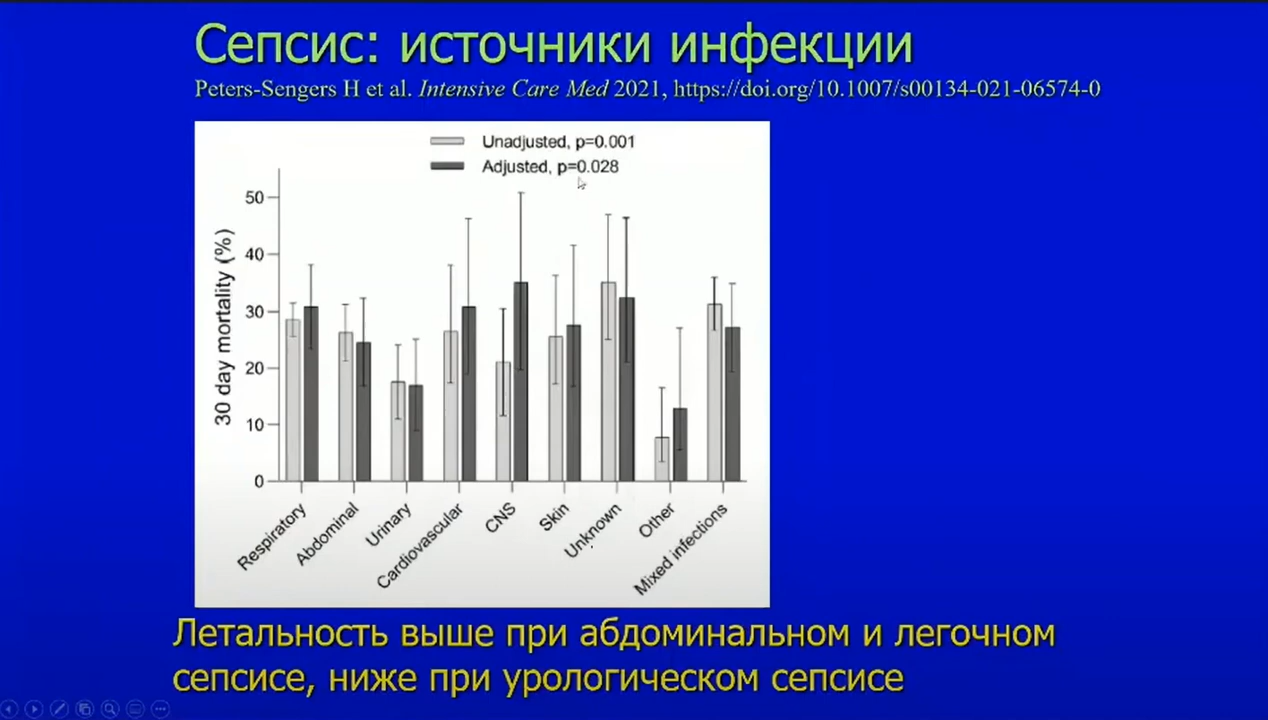 Сепсис: источники инфекции
Peters-Sengers H et al. Intensive Care Med 2021, https://doi.org/10.1007/s00134-021-06574-0
Unadjusted, p=0.001
Adjusted, p=0.028
30 day mortality (%)
50
40
30
20
10
0
Respiratory
Abdominal
Urinary
Cardiovascular
CNS
Skin
Unknown
Other
Mixed infections
Летальность выше при абдоминальном и легочном
сепсисе, ниже при урологическом сепсисе